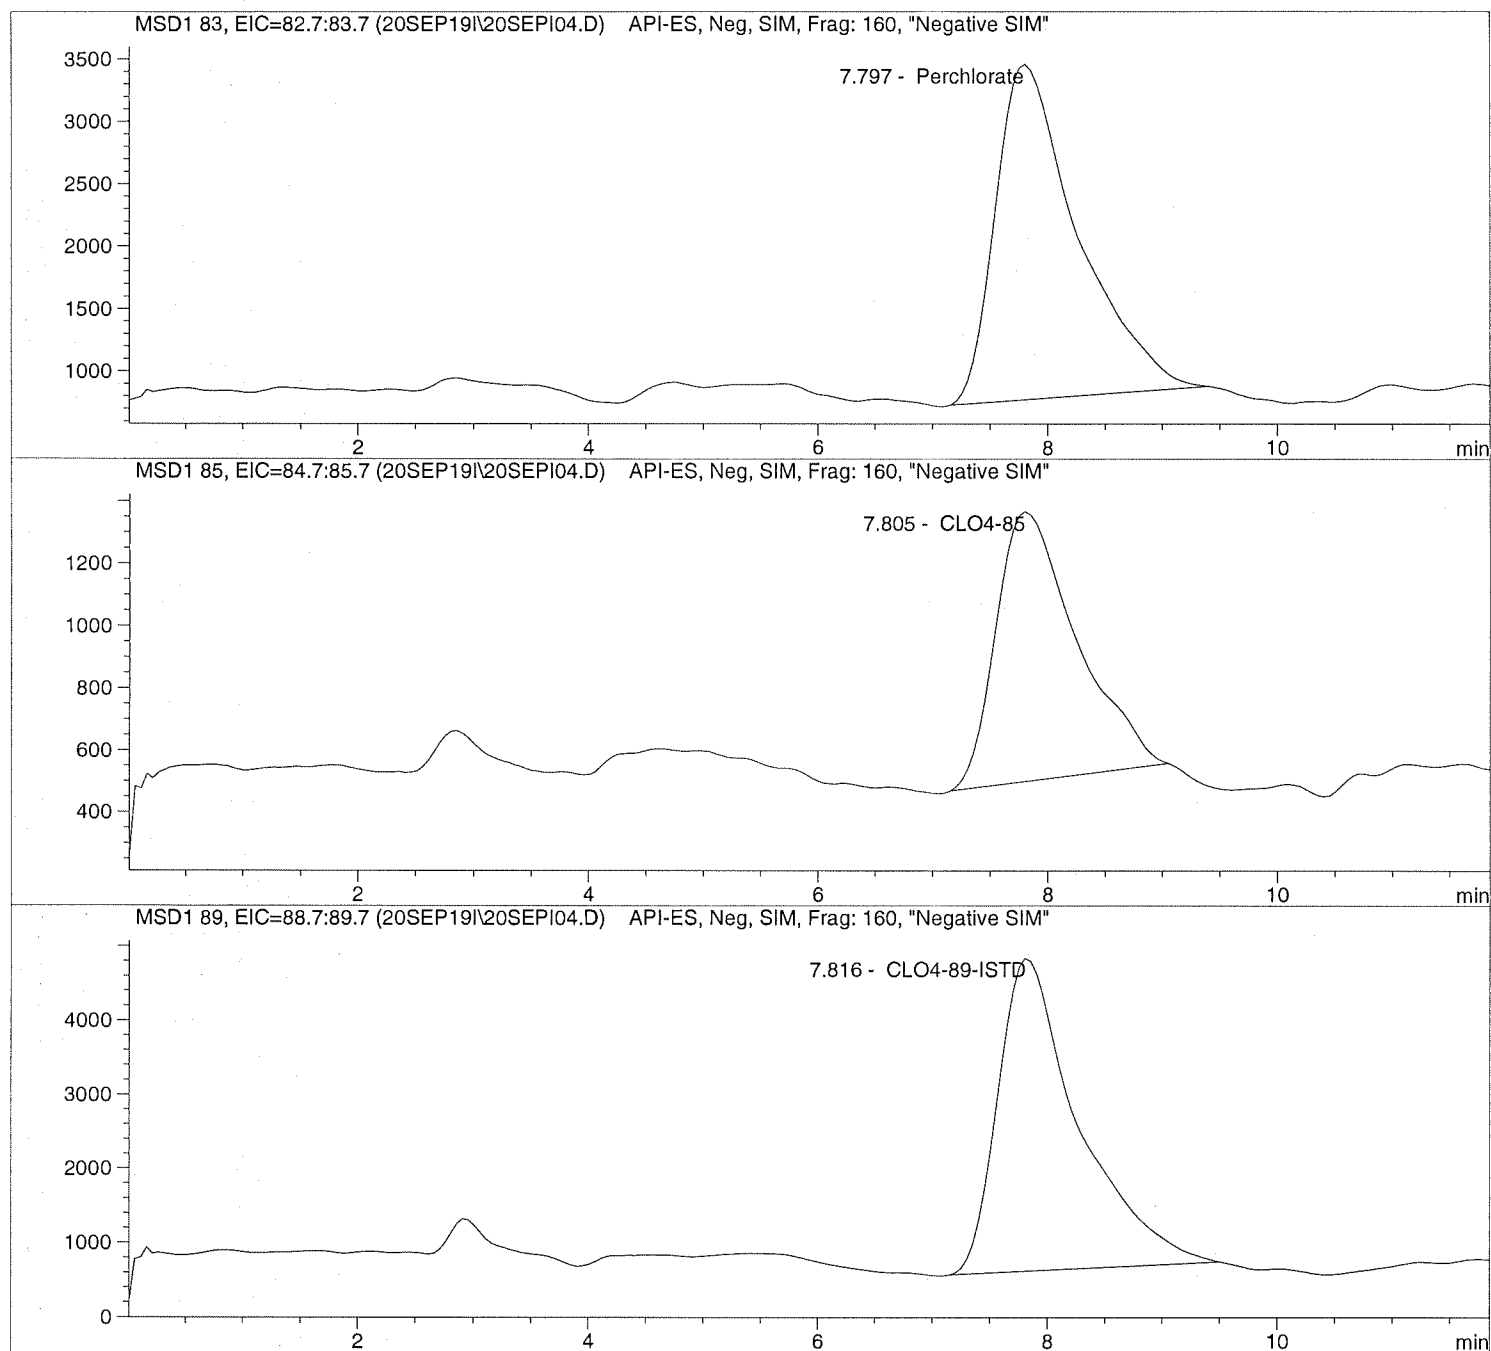 MSD1 83, EIC=82.7:83.7 (20SEP19I\20SEPI04.D)    API-ES, Neg, SIM, Frag: 160, "Negative SIM"
3500
7.797 -  Perchlorate
3000
2500
2000
1500
1000
2 4 6 8 10 min
MSD1 85, EIC=84.7:85.7 (20SEP19I\20SEPI04.D)    API-ES, Neg, SIM, Frag: 160, "Negative SIM"
7.805 -  CLO4-85
1200
1000
800
600
400
2 4 6 8 10 min
MSD1 89, EIC=88.7:89.7 (20SEP19I\20SEPI04.D)    API-ES, Neg, SIM, Frag: 160, "Negative SIM"
7.816 -  CLO4-89-ISTD
4000
3000
2000
1000
0
2 4 6 8 10 min